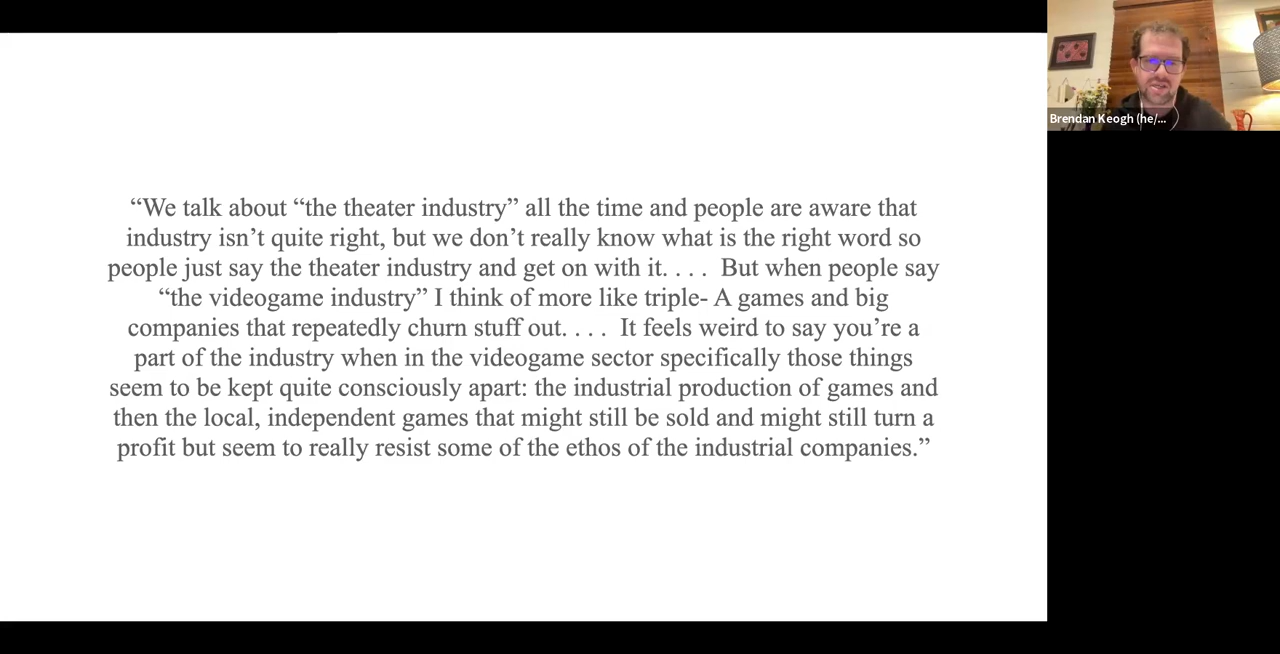 “We talk about “the theater industry” all the time and people are aware that
industry isn’t quite right, but we don’t really know what is the right word so
people just say the theater industry and get on with it. . . .  But when people say
“the videogame industry” I think of more like triple- A games and big
companies that repeatedly churn stuff out. . . .  It feels weird to say you’re a
part of the industry when in the videogame sector specifically those things
seem to be kept quite consciously apart: the industrial production of games and
then the local, independent games that might still be sold and might still turn a
profit but seem to really resist some of the ethos of the industrial companies.”
Brendan Keogh (he/...